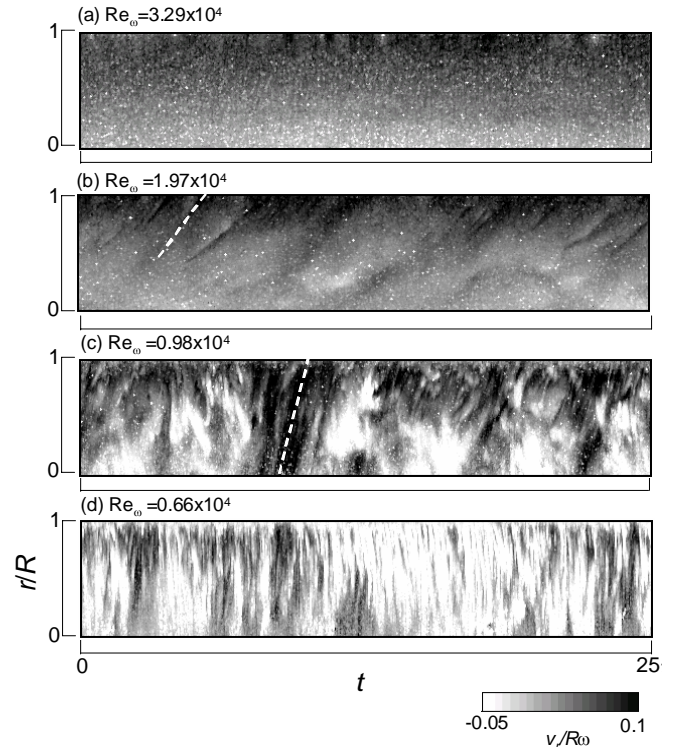 (a) Reω=3.29x10⁴
1
0
(b) Reω =1.97x10⁴
1
0
(c) Reω=0.98x10⁴
1
0
(d) Reω=0.66x10⁴
1
r/R
0
0 25
t
-0.05 0.1
vᵣ/Rω